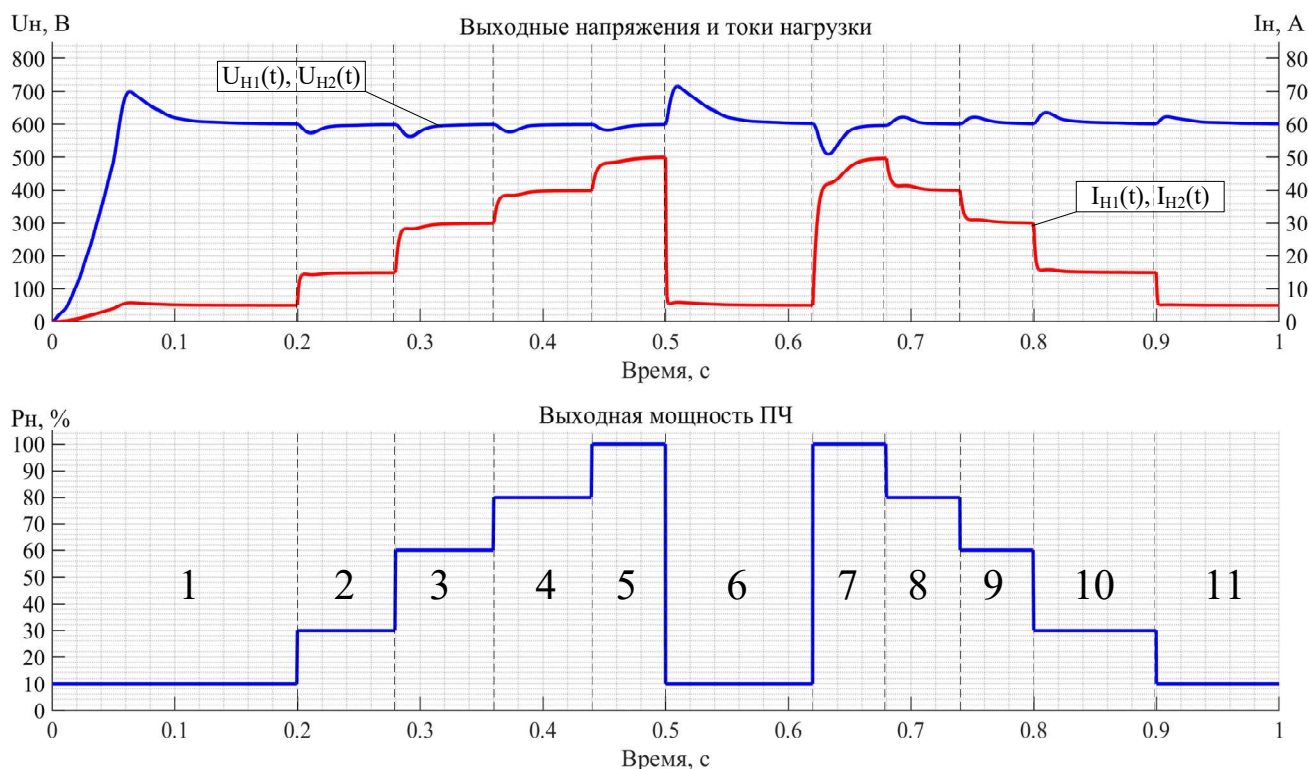 Uн, В
Выходные напряжения и токи нагрузки
Iн, А
800
700
600
500
400
300
200
100
0
UН1(t), UН2(t)
IН1(t), IН2(t)
80
70
60
50
40
30
20
10
0
0 0.1 0.2 0.3 0.4 0.5 0.6 0.7 0.8 0.9 1
Время, с
Pн, %
Выходная мощность ПЧ
100
90
80
70
60
50
40
30
20
10
0
1 2 3 4 5 6 7 8 9 10 11
0 0.1 0.2 0.3 0.4 0.5 0.6 0.7 0.8 0.9 1
Время, с